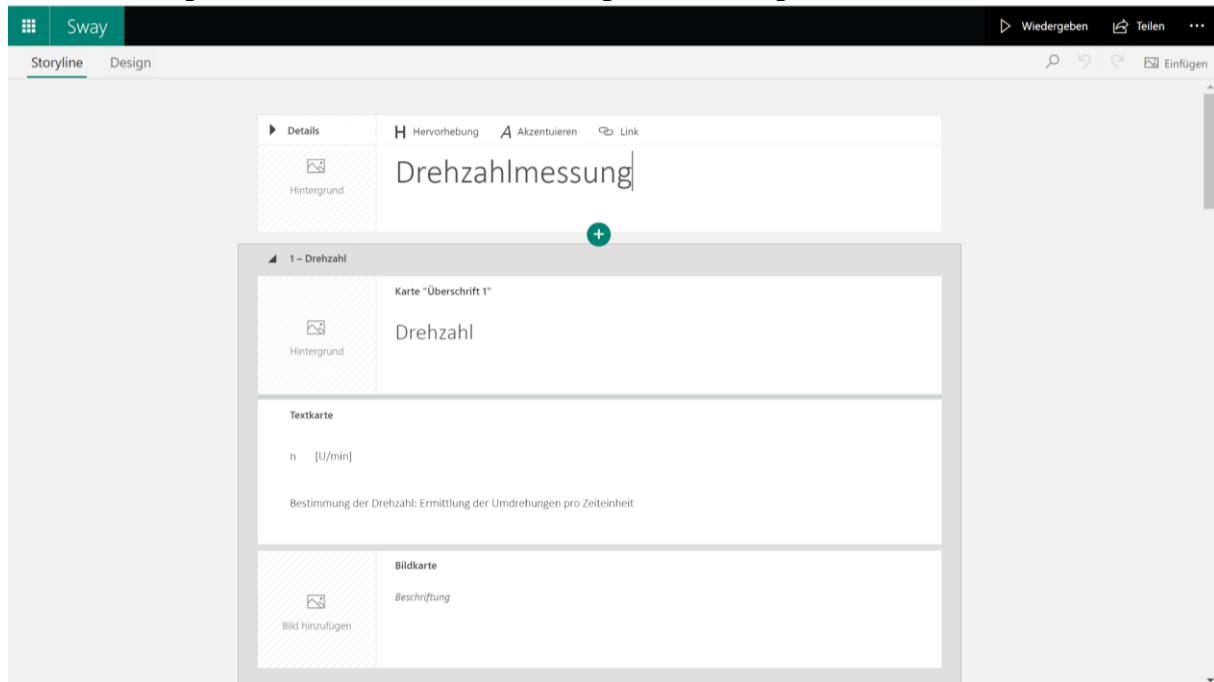 Sway
Wiedergeben Teilen ...
Storyline Design Einfügen
Details H Hervorhebung A Akzentuieren Link
Hintergrund
Drehzahlmessung
1 – Drehzahl
Karte "Überschrift 1"
Hintergrund
Drehzahl
Textkarte
n [U/min]
Bestimmung der Drehzahl: Ermittlung der Umdrehungen pro Zeiteinheit
Bildkarte
Beschriftung
Bild hinzufügen